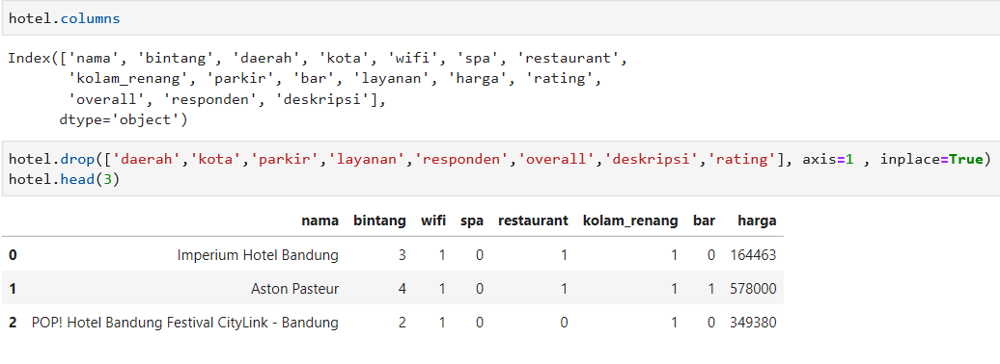 hotel.columns
Index(['nama', 'bintang', 'daerah', 'kota', 'wifi', 'spa', 'restaurant',
'kolam_renang', 'parkir', 'bar', 'layanan', 'harga', 'rating',
'overall', 'responden', 'deskripsi'],
dtype='object')
hotel.drop(['daerah','kota','parkir','layanan','responden','overall','deskripsi','rating'], axis=1 , inplace=True)
hotel.head(3)
nama bintang wifi spa restaurant kolam_renang bar harga
0 Imperium Hotel Bandung 3 1 0 1 1 0 164463
1 Aston Pasteur 4 1 0 1 1 1 578000
2 POP! Hotel Bandung Festival CityLink - Bandung 2 1 0 0 1 0 349380